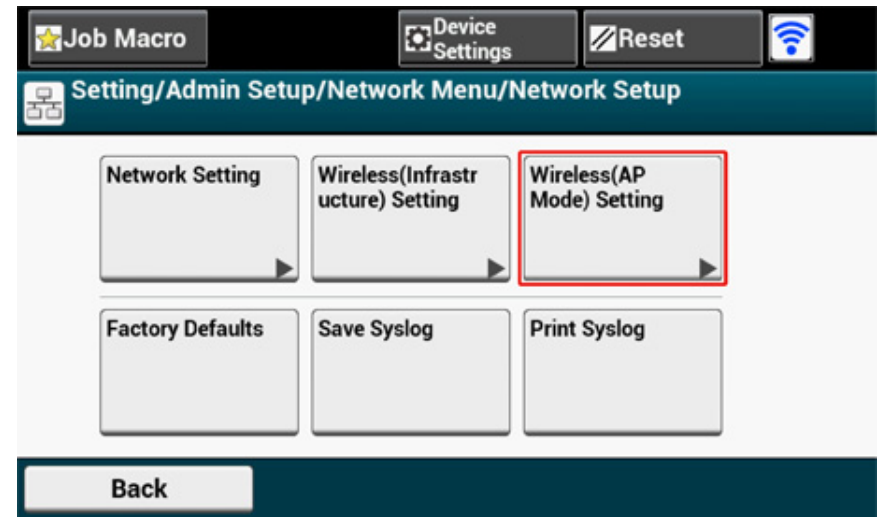 Job Macro
Device
Settings
Reset
Setting/Admin Setup/Network Menu/Network Setup
Network Setting
Wireless(Infrastr
ucture) Setting
Wireless(AP
Mode) Setting
Factory Defaults
Save Syslog
Print Syslog
Back